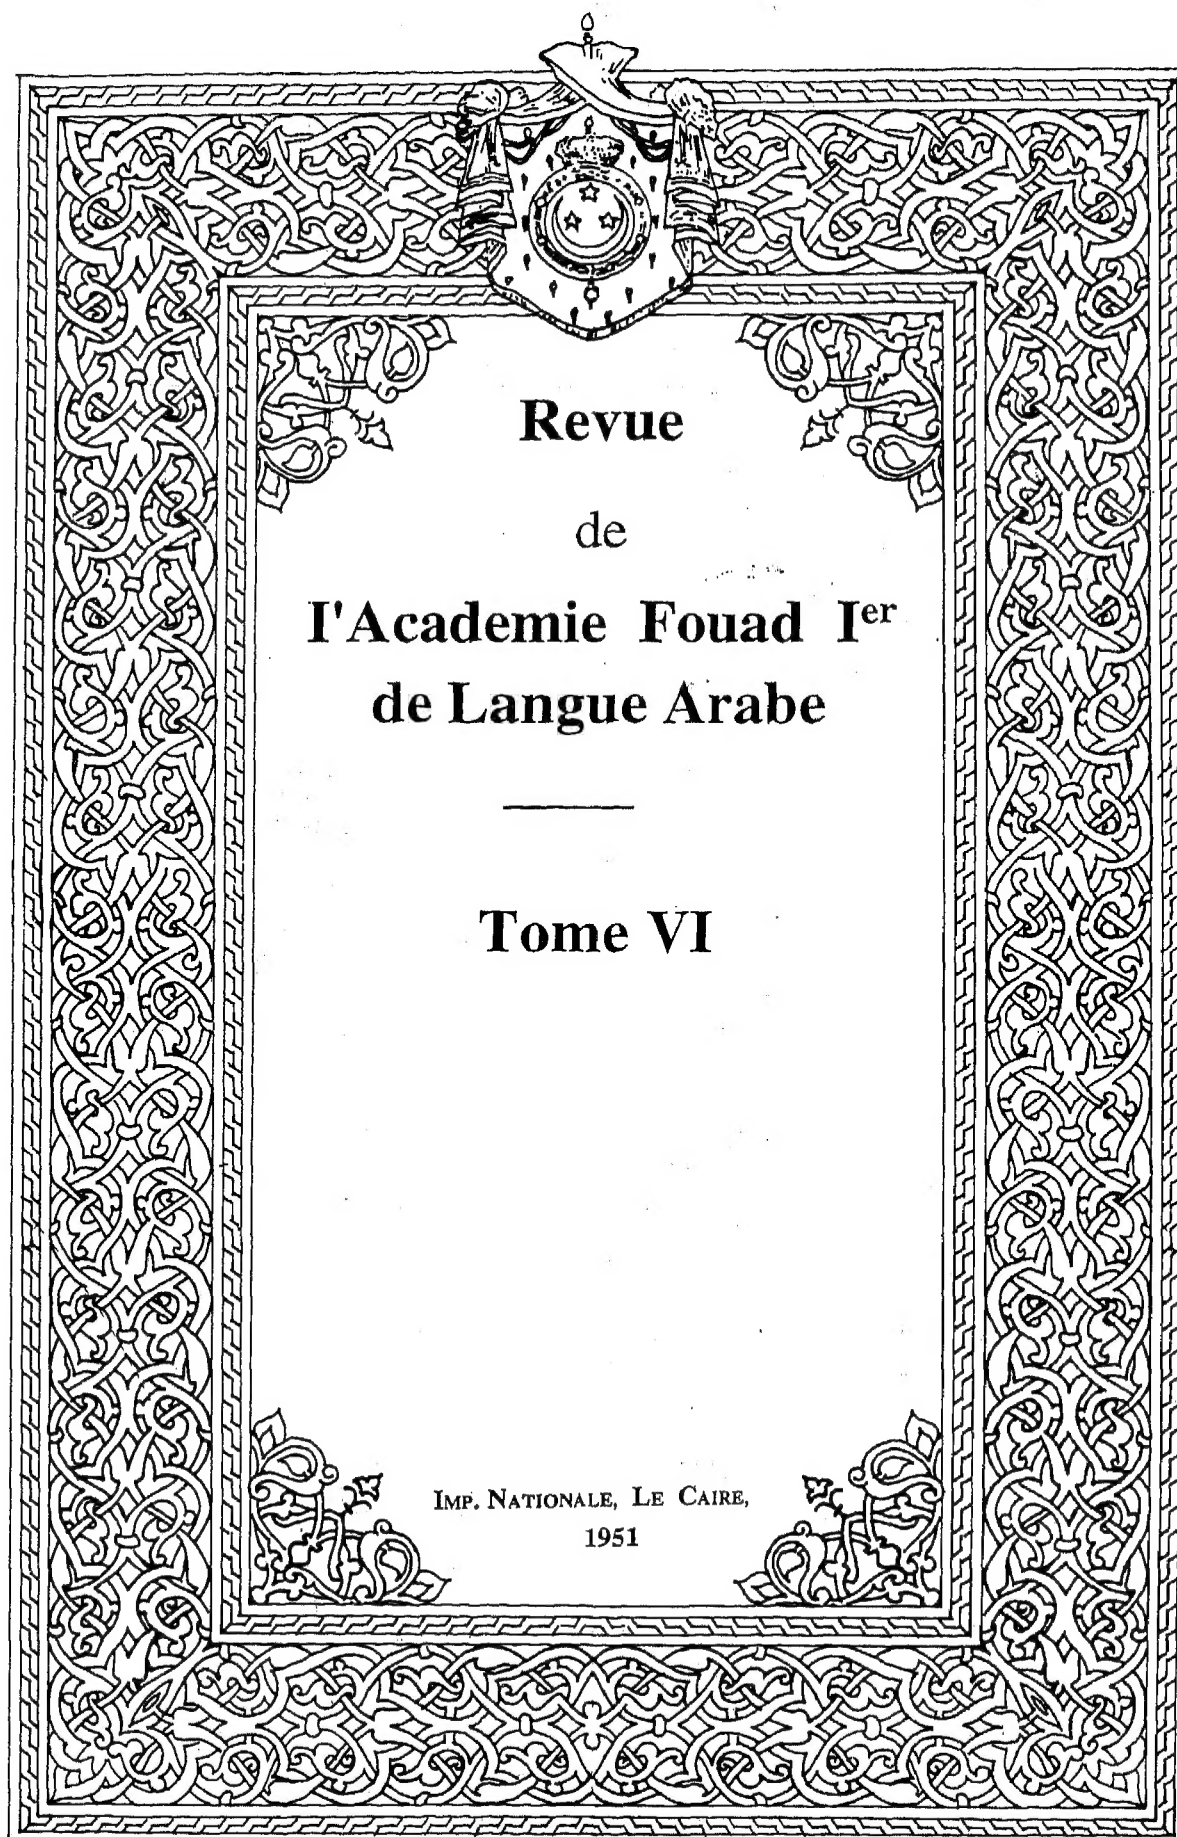 Revue
de
I'Academie Fouad Ier
de Langue Arabe
Tome VI
IMP. NATIONALE, LE CAIRE,
1951